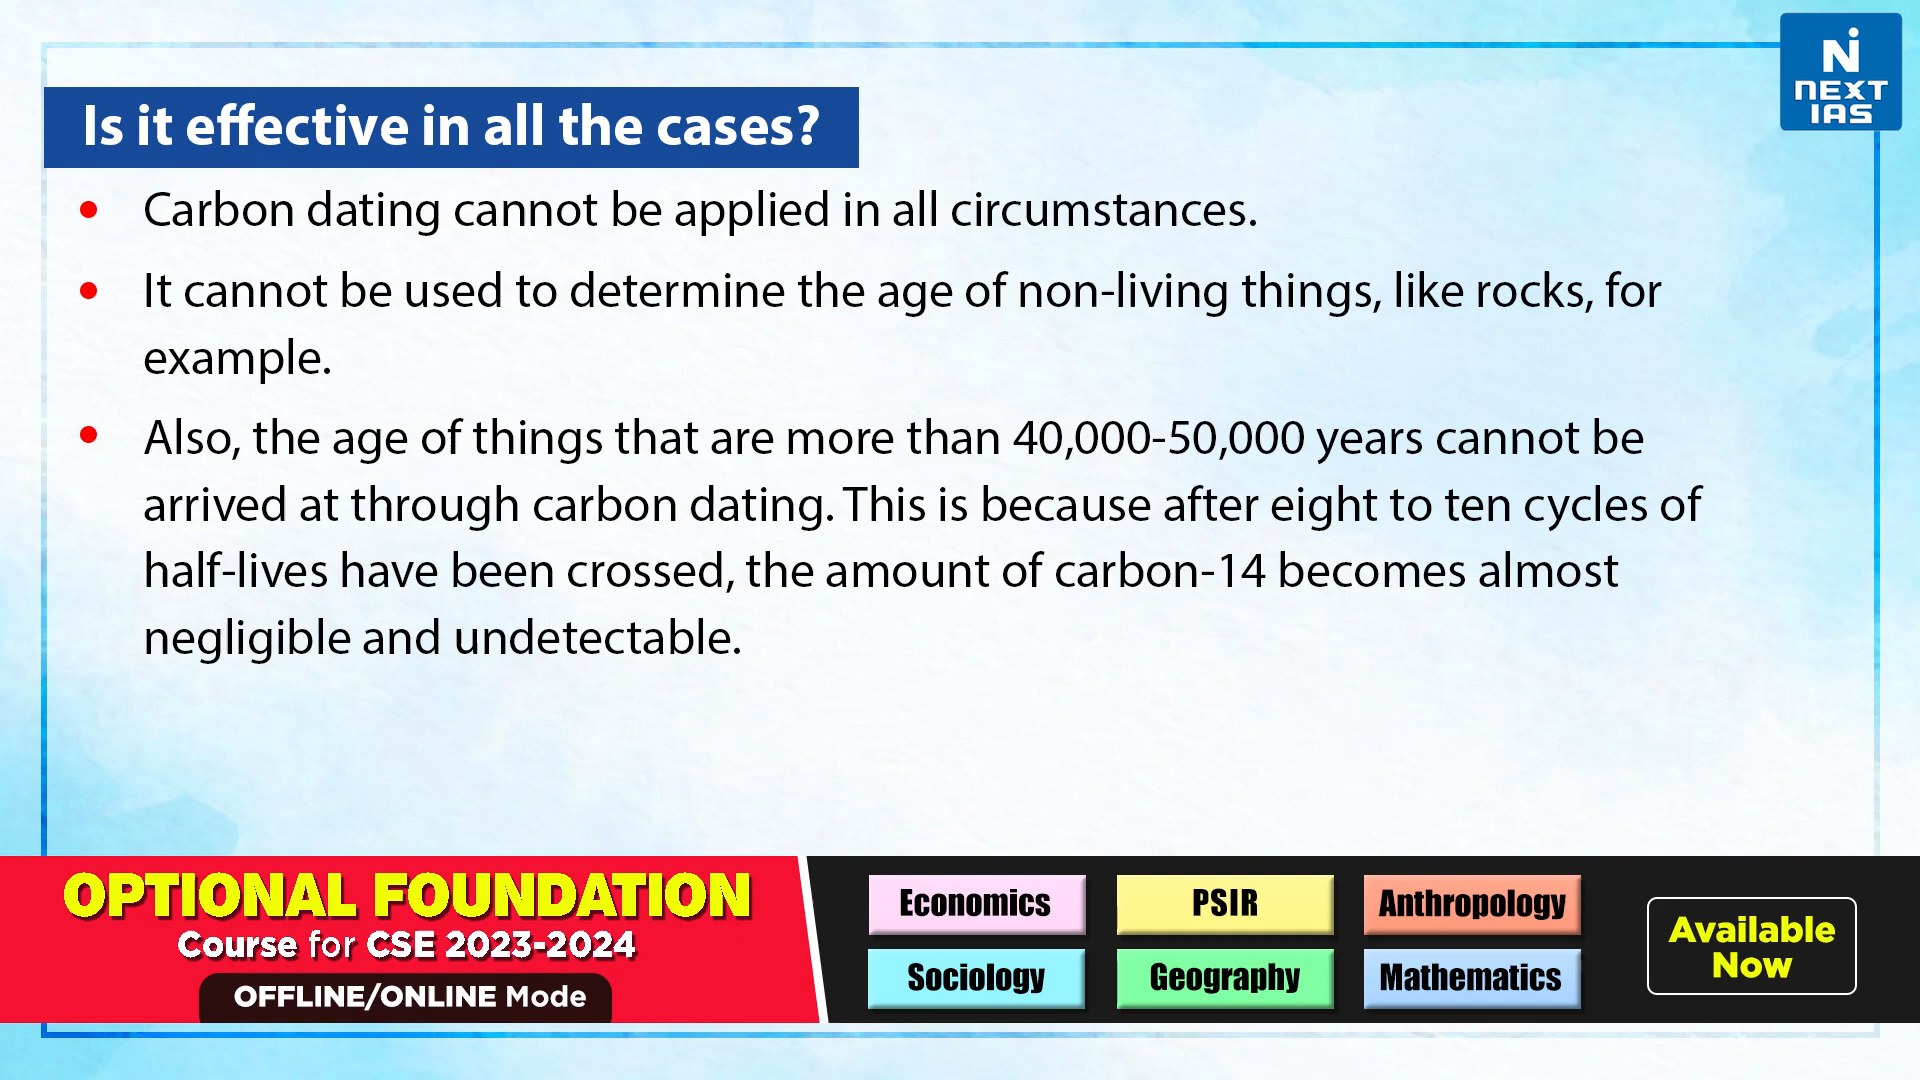 N
NEXT
IAS
Is it effective in all the cases?
• Carbon dating cannot be applied in all circumstances.
• It cannot be used to determine the age of non-living things, like rocks, for
example.
• Also, the age of things that are more than 40,000-50,000 years cannot be
arrived at through carbon dating. This is because after eight to ten cycles of
half-lives have been crossed, the amount of carbon-14 becomes almost
negligible and undetectable.
OPTIONAL FOUNDATION
Course for CSE 2023-2024
OFFLINE/ONLINE Mode
Economics
PSIR
Anthropology
Sociology
Geography
Mathematics
Available
Now